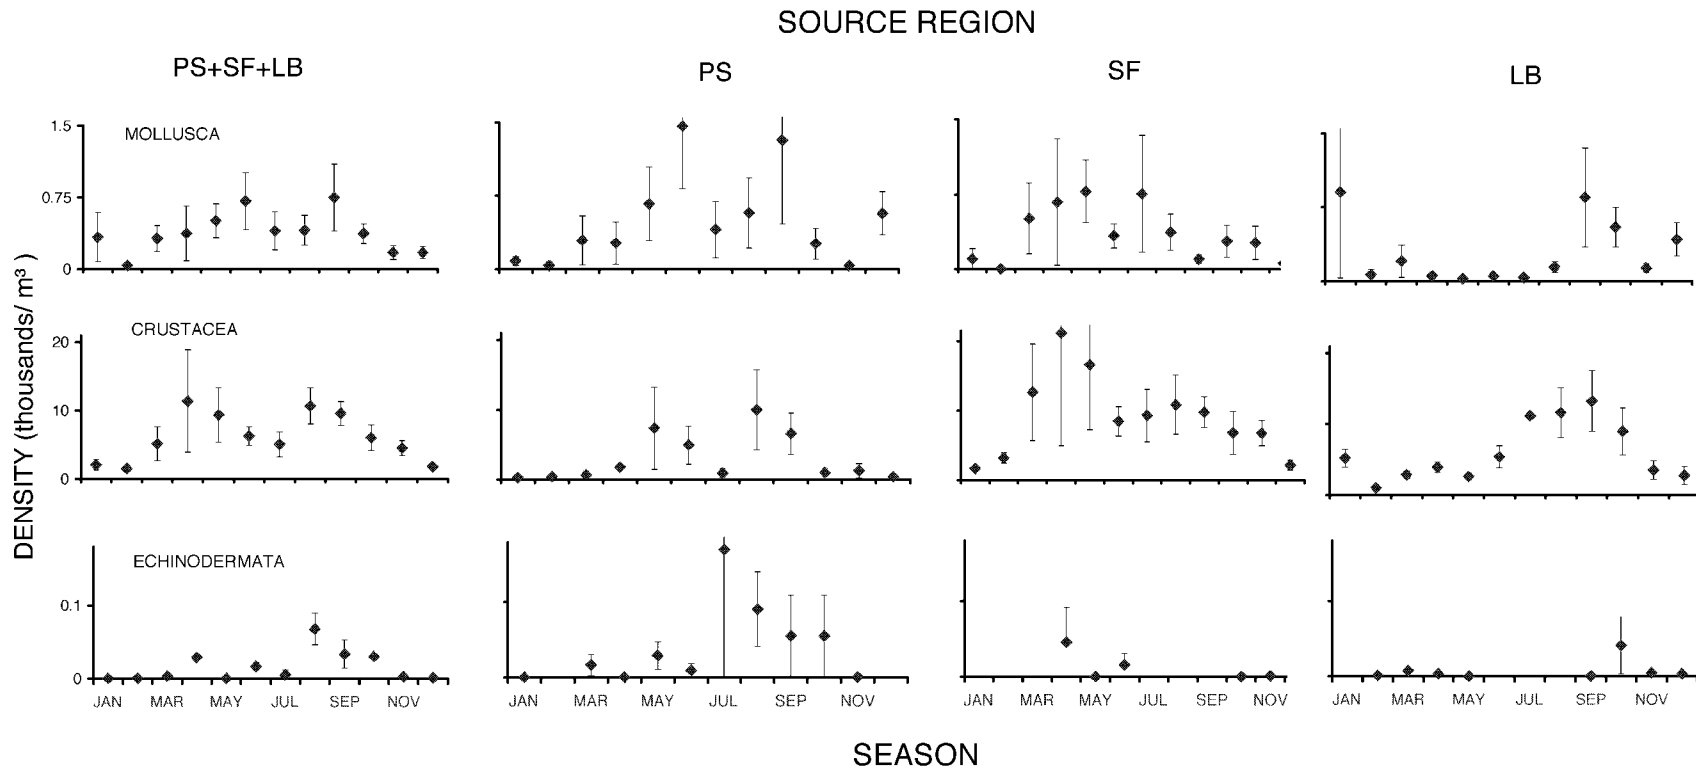 SOURCE REGION
PS+SF+LB PS SF LB
DENSITY (thousands/ m³ )
MOLLUSCA
1.5
0.75
0
CRUSTACEA
20
10
0
ECHINODERMATA
0.1
0
JAN MAR MAY JUL SEP NOV JAN MAR MAY JUL SEP NOV JAN MAR MAY JUL SEP NOV JAN MAR MAY JUL SEP NOV
SEASON